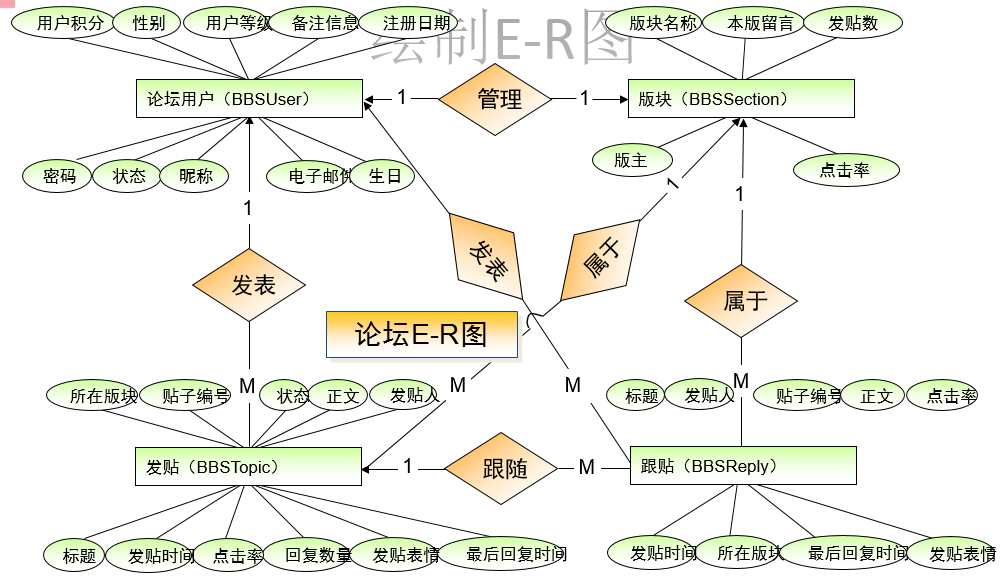 绘制E-R图
用户积分 性别 用户等级 备注信息 注册日期 版块名称 本版留言 发贴数
论坛用户（BBSUser） 1 管理 1 版块（BBSSection）
密码 状态 昵称 电子邮件 生日 版主 点击率
1 1 1
发表 发表 属于 属于
论坛E-R图
M M M M
所在版块 贴子编号 状态 正文 发贴人 标题 发贴人 贴子编号 正文 点击率
发贴（BBSTopic） 1 跟随 M 跟贴（BBSReply）
标题 发贴时间 点击率 回复数量 发贴表情 最后回复时间 发贴时间 所在版块 最后回复时间 发贴表情